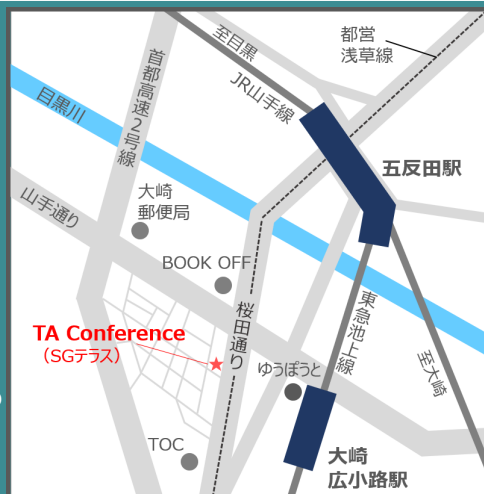 都営
浅草線
至目黒
JR山手線
首都高速2号線
目黒川
五反田駅
山手通り
大崎
郵便局
BOOK OFF
桜田通り
東急池上線
TA Conference
（SGテラス）
ゆうぽうと
至大崎
TOC
大崎
広小路駅